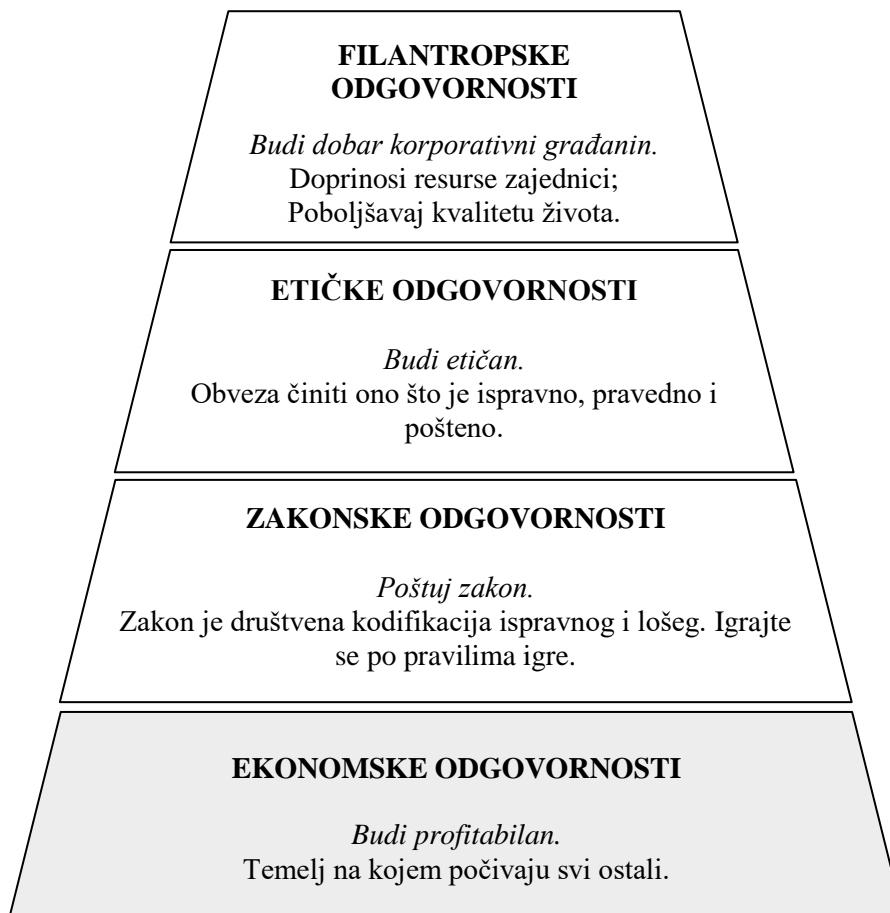 FILANTROPSKE
ODGOVORNOSTI
Budi dobar korporativni građanin.
Doprinosi resurse zajednici;
Poboljšavaj kvalitetu života.
ETIČKE ODGOVORNOSTI
Budi etičan.
Obveza činiti ono što je ispravno, pravedno i
pošteno.
ZAKONSKE ODGOVORNOSTI
Poštuj zakon.
Zakon je društvena kodifikacija ispravnog i lošeg. Igrajte
se po pravilima igre.
EKONOMSKE ODGOVORNOSTI
Budi profitabilan.
Temelj na kojem počivaju svi ostali.